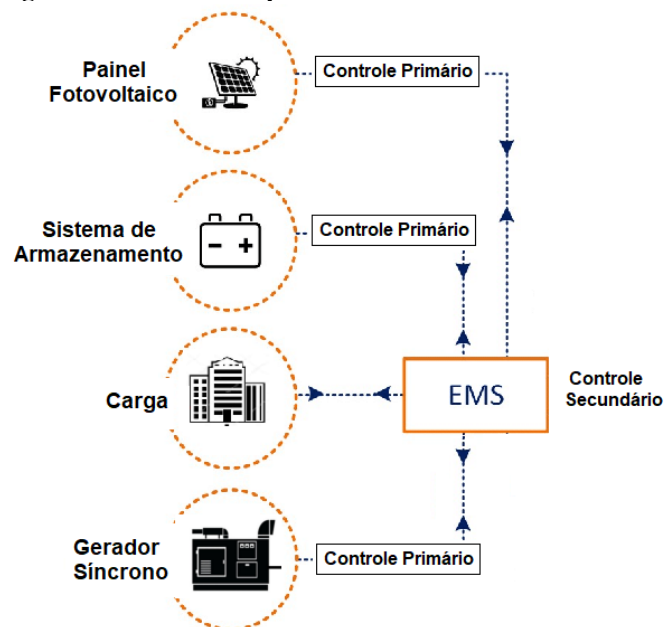 Painel
Fotovoltaico
Controle Primário
Sistema de
Armazenamento
Controle Primário
Carga
EMS
Controle
Secundário
Gerador
Síncrono
Controle Primário